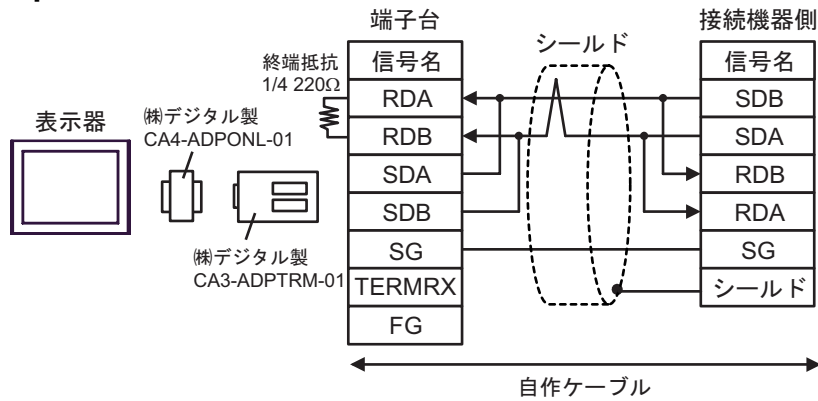 端子台
接続機器側
シールド
終端抵抗
1/4 220Ω
信号名
信号名
RDA
SDB
表示器
㈱デジタル製
CA4-ADPONL-01
RDB
SDA
SDA
RDB
SDB
RDA
㈱デジタル製
CA3-ADPTRM-01
SG
SG
TERMRX
シールド
FG
自作ケーブル